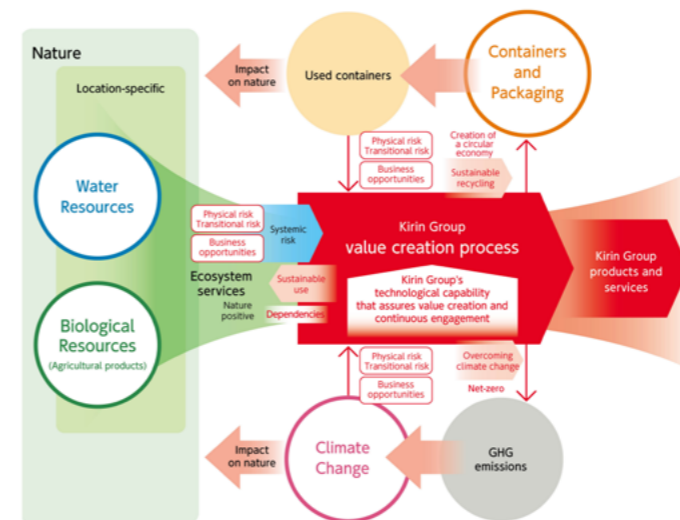 Nature
Location-specific
Water
Resources
Biological
Resources
(Agricultural products)
Impact
on nature
Used containers
Containers
and
Packaging
Physical risk
Transitional risk
Business
opportunities
Creation of
a circular
economy
Sustainable
recycling
Physical risk
Transitional risk
Business
opportunities
Systemic
risk
Ecosystem
services
Nature
positive
Sustainable
use
Dependencies
Kirin Group
value creation process
Kirin Group's
technological capability
that assures value creation and
continuous engagement
Kirin Group
products and
services
Physical risk
Transitional risk
Business
opportunities
Overcoming
climate change
Net-zero
Impact
on nature
Climate
Change
GHG
emissions